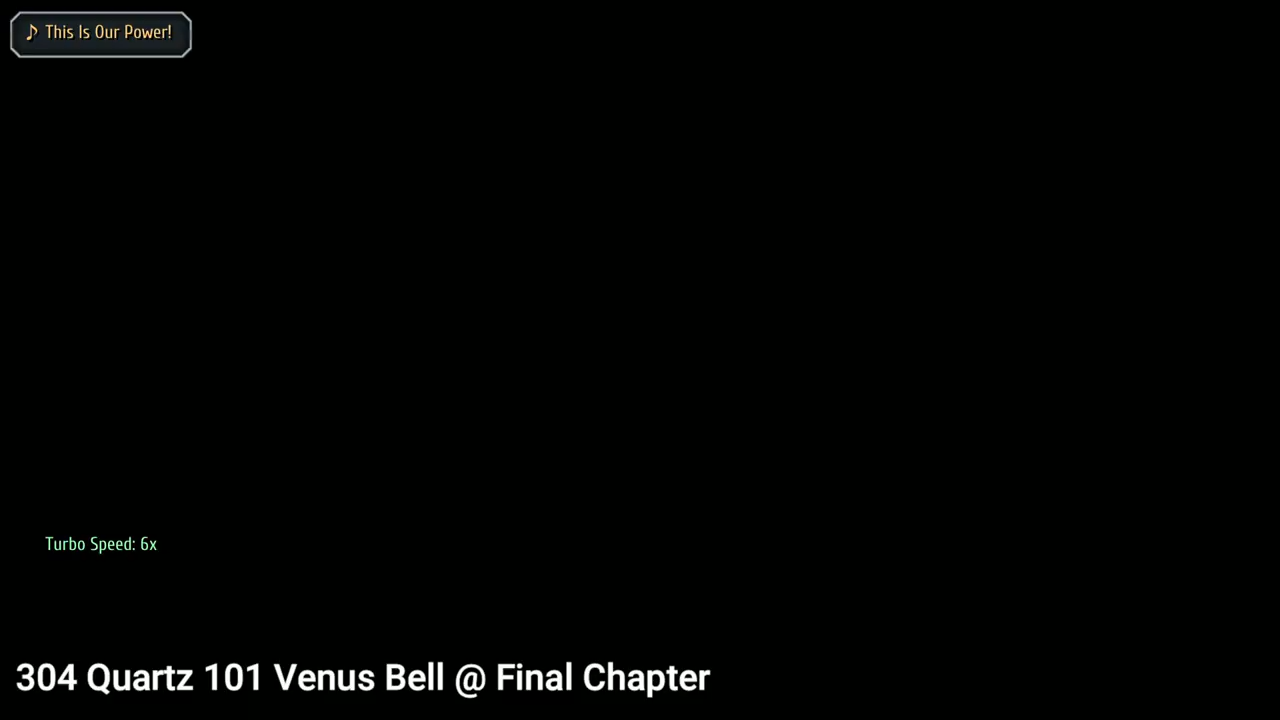 ♪ This Is Our Power!
Turbo Speed: 6x
304 Quartz 101 Venus Bell @ Final Chapter